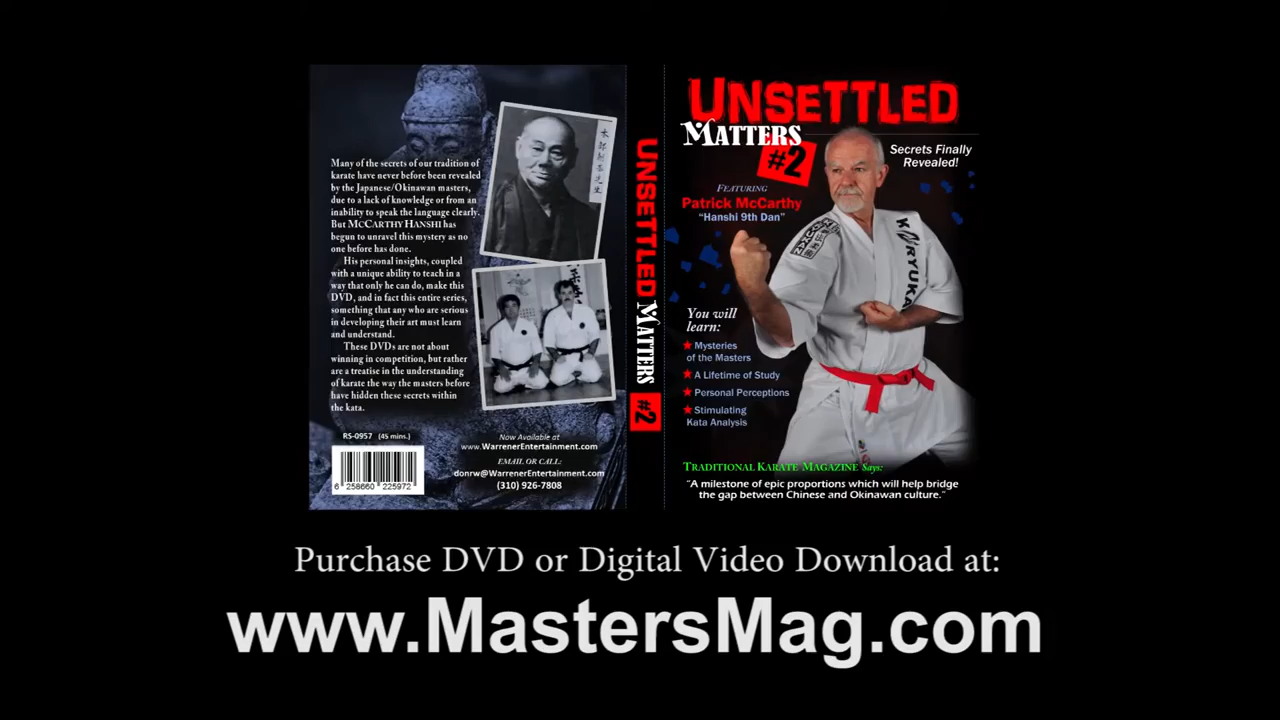 Many of the secrets of our tradition of
karate have never before been revealed
by the Japanese/Okinawan masters,
due to a lack of knowledge or from an
inability to speak the language clearly.
But MCCARTHY HANSHI has
begun to unravel this mystery as no
one before has done.
His personal insights, coupled
with a unique ability to teach in a
way that only he can do, make this
DVD, and in fact this entire series,
something that any who are serious
in developing their art must learn
and understand.
These DVDs are not about
winning in competition, but rather
are a treatise in the understanding
of karate the way the masters before
have hidden these secrets within
the kata.
RS-0957 (45 mins.)
6 258660 225972
本部朝基先生
Now Available at
www.WarrenerEntertainment.com
EMAIL OR CALL:
donrw@WarrenerEntertainment.com
(310) 926-7808
UNSETTLED MATTERS #2
UNSETTLED
MATTERS
#2
Secrets Finally
Revealed!
FEATURING
Patrick McCarthy
"Hanshi 9th Dan"
KORYUKAN
You will
learn:
Mysteries
of the Masters
A Lifetime of Study
Personal Perceptions
Stimulating
Kata Analysis
TRADITIONAL KARATE MAGAZINE Says:
"A milestone of epic proportions which will help bridge
the gap between Chinese and Okinawan culture."
Purchase DVD or Digital Video Download at:
www.MastersMag.com